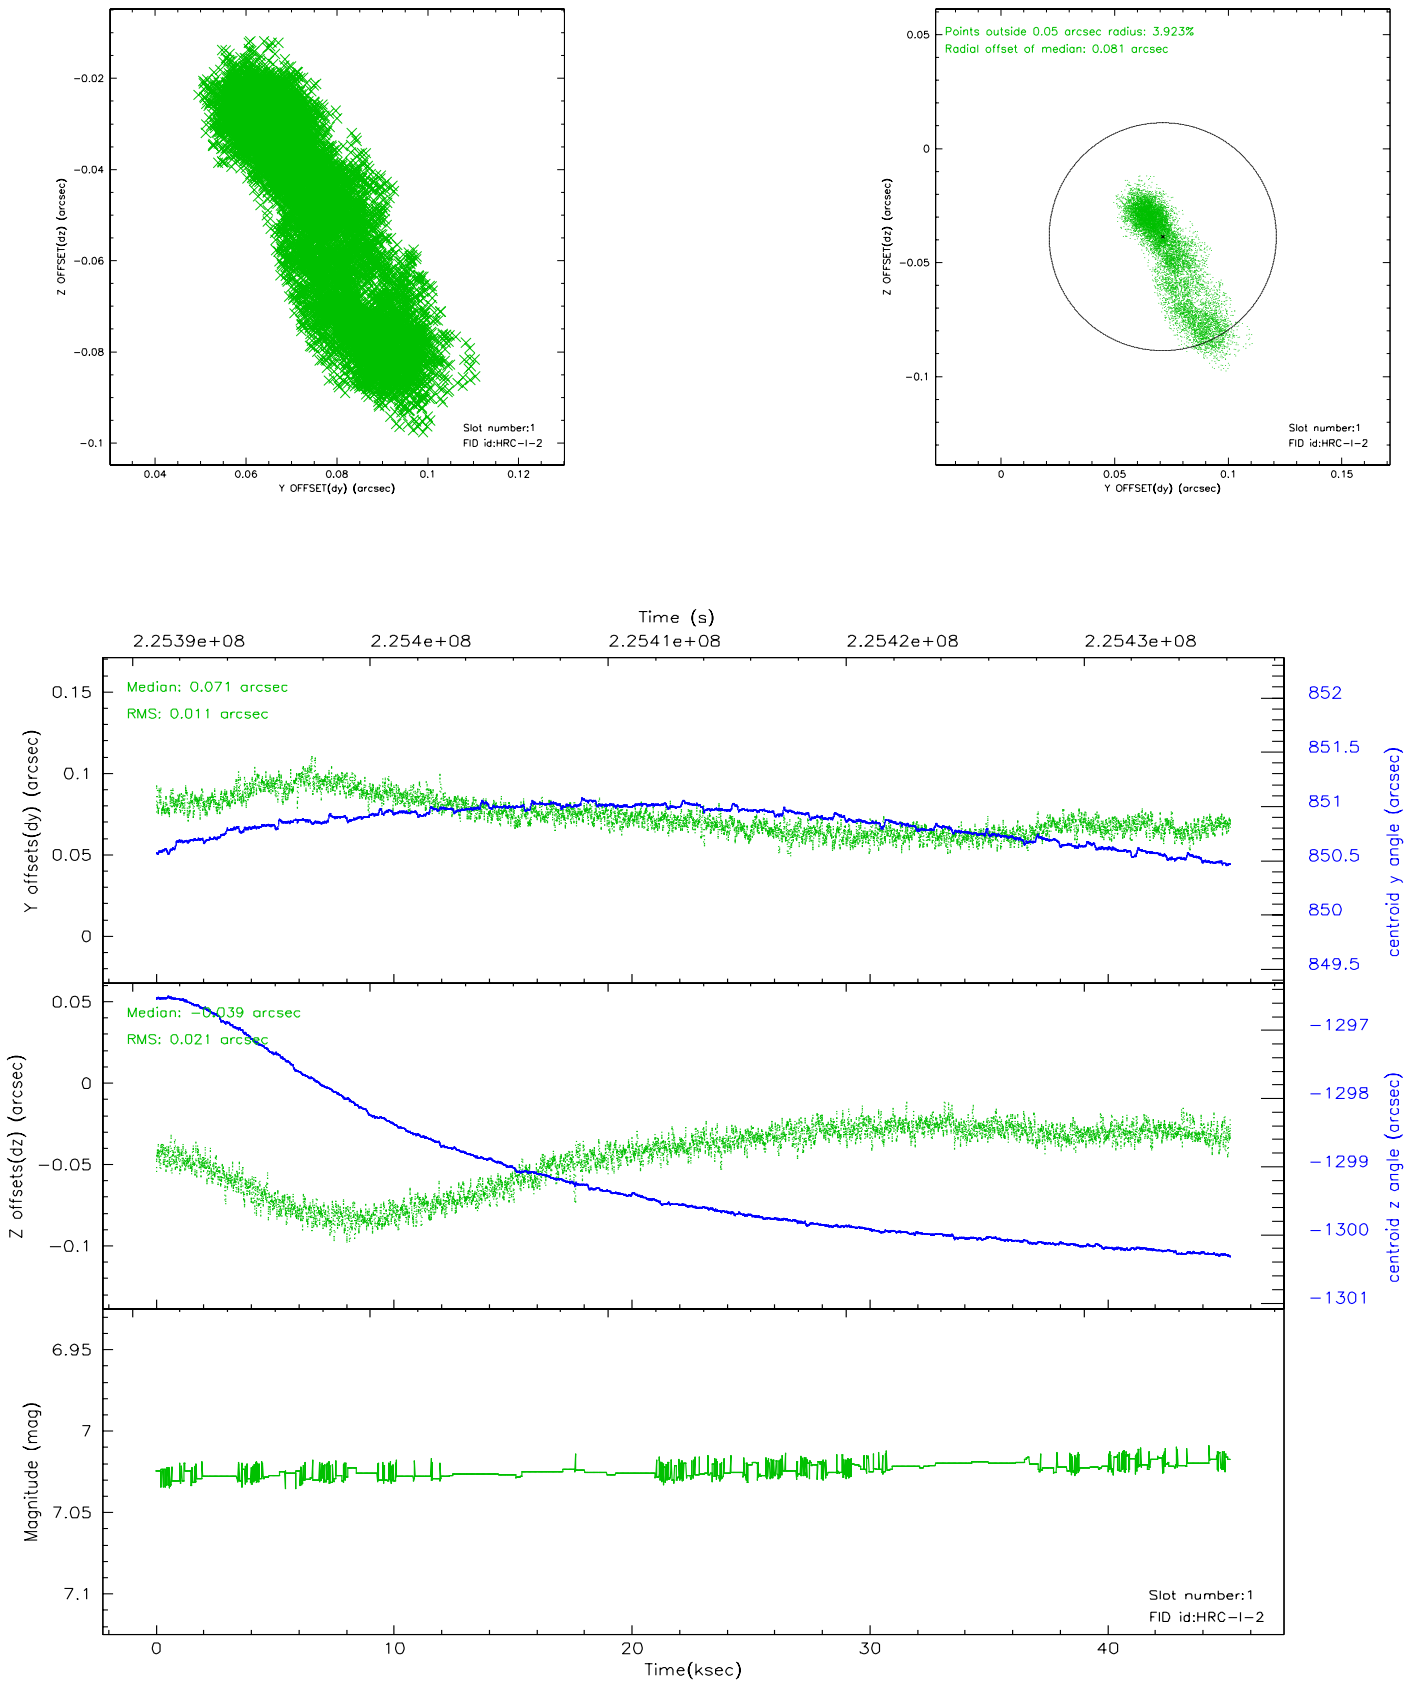 −0.02
−0.04
−0.06
−0.08
−0.1
Z OFFSET(dz) (arcsec)
Slot number:1
FID id:HRC−I−2
0.04 0.06 0.08 0.1 0.12
Y OFFSET(dy) (arcsec)
Points outside 0.05 arcsec radius: 3.923%
Radial offset of median: 0.081 arcsec
0.05
0
−0.05
−0.1
Z OFFSET(dz) (arcsec)
Slot number:1
FID id:HRC−I−2
0 0.05 0.1 0.15
Y OFFSET(dy) (arcsec)
Time (s)
2.2539e+08 2.254e+08 2.2541e+08 2.2542e+08 2.2543e+08
Median: 0.071 arcsec
RMS: 0.011 arcsec
0.15
0.1
0.05
0
Y offsets(dy) (arcsec)
852
851.5
851
850.5
850
849.5
centroid y angle (arcsec)
Median: −0.039 arcsec
RMS: 0.021 arcsec
0.05
0
−0.05
−0.1
Z offsets(dz) (arcsec)
−1297
−1298
−1299
−1300
−1301
centroid z angle (arcsec)
6.95
7
7.05
7.1
Magnitude (mag)
Slot number:1
FID id:HRC−I−2
0 10 20 30 40
Time(ksec)